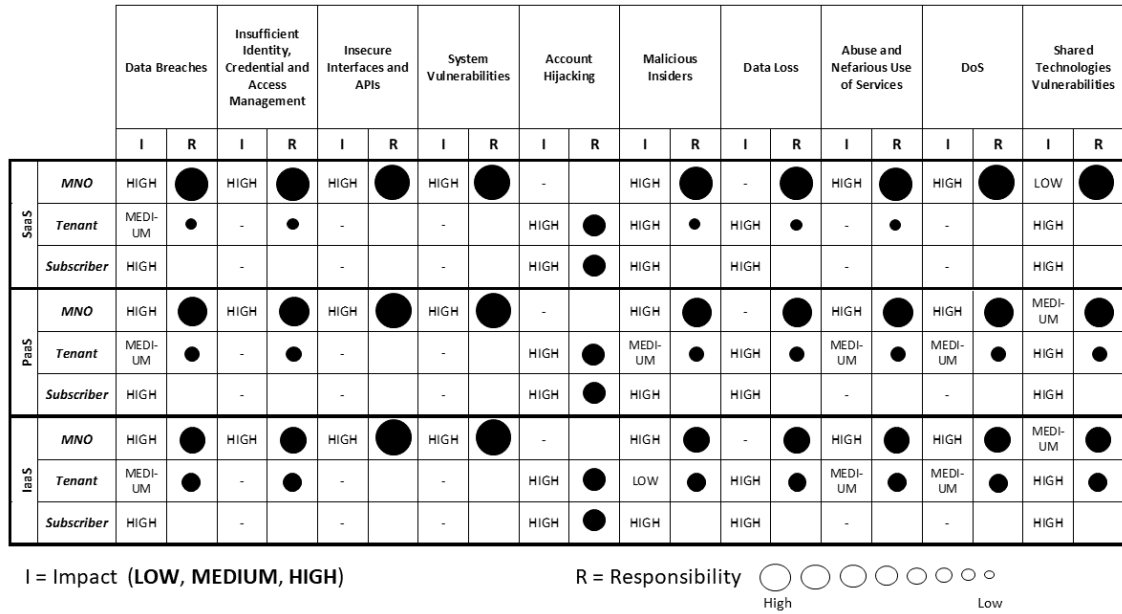 Data Breaches
Insufficient
Identity,
Credential and
Access
Management
Insecure
Interfaces and
APIs
System
Vulnerabilities
Account
Hijacking
Malicious
Insiders
Data Loss
Abuse and
Nefarious Use
of Services
DoS
Shared
Technologies
Vulnerabilities
I R I R I R I R I R I R I R I R I R I R
SaaS
MNO HIGH HIGH HIGH HIGH - HIGH - HIGH HIGH LOW
Tenant MEDI-
UM - - - HIGH HIGH HIGH - - HIGH
Subscriber HIGH - - - HIGH HIGH HIGH - - HIGH
PaaS
MNO HIGH HIGH HIGH HIGH - HIGH - HIGH HIGH MEDI-
UM
Tenant MEDI-
UM - - - HIGH MEDI-
UM HIGH MEDI-
UM MEDI-
UM HIGH
Subscriber HIGH - - - HIGH HIGH HIGH - - HIGH
IaaS
MNO HIGH HIGH HIGH HIGH - HIGH - HIGH HIGH MEDI-
UM
Tenant MEDI-
UM - - - HIGH LOW HIGH MEDI-
UM MEDI-
UM HIGH
Subscriber HIGH - - - HIGH HIGH HIGH - - HIGH
I = Impact (LOW, MEDIUM, HIGH)
R = Responsibility
High Low